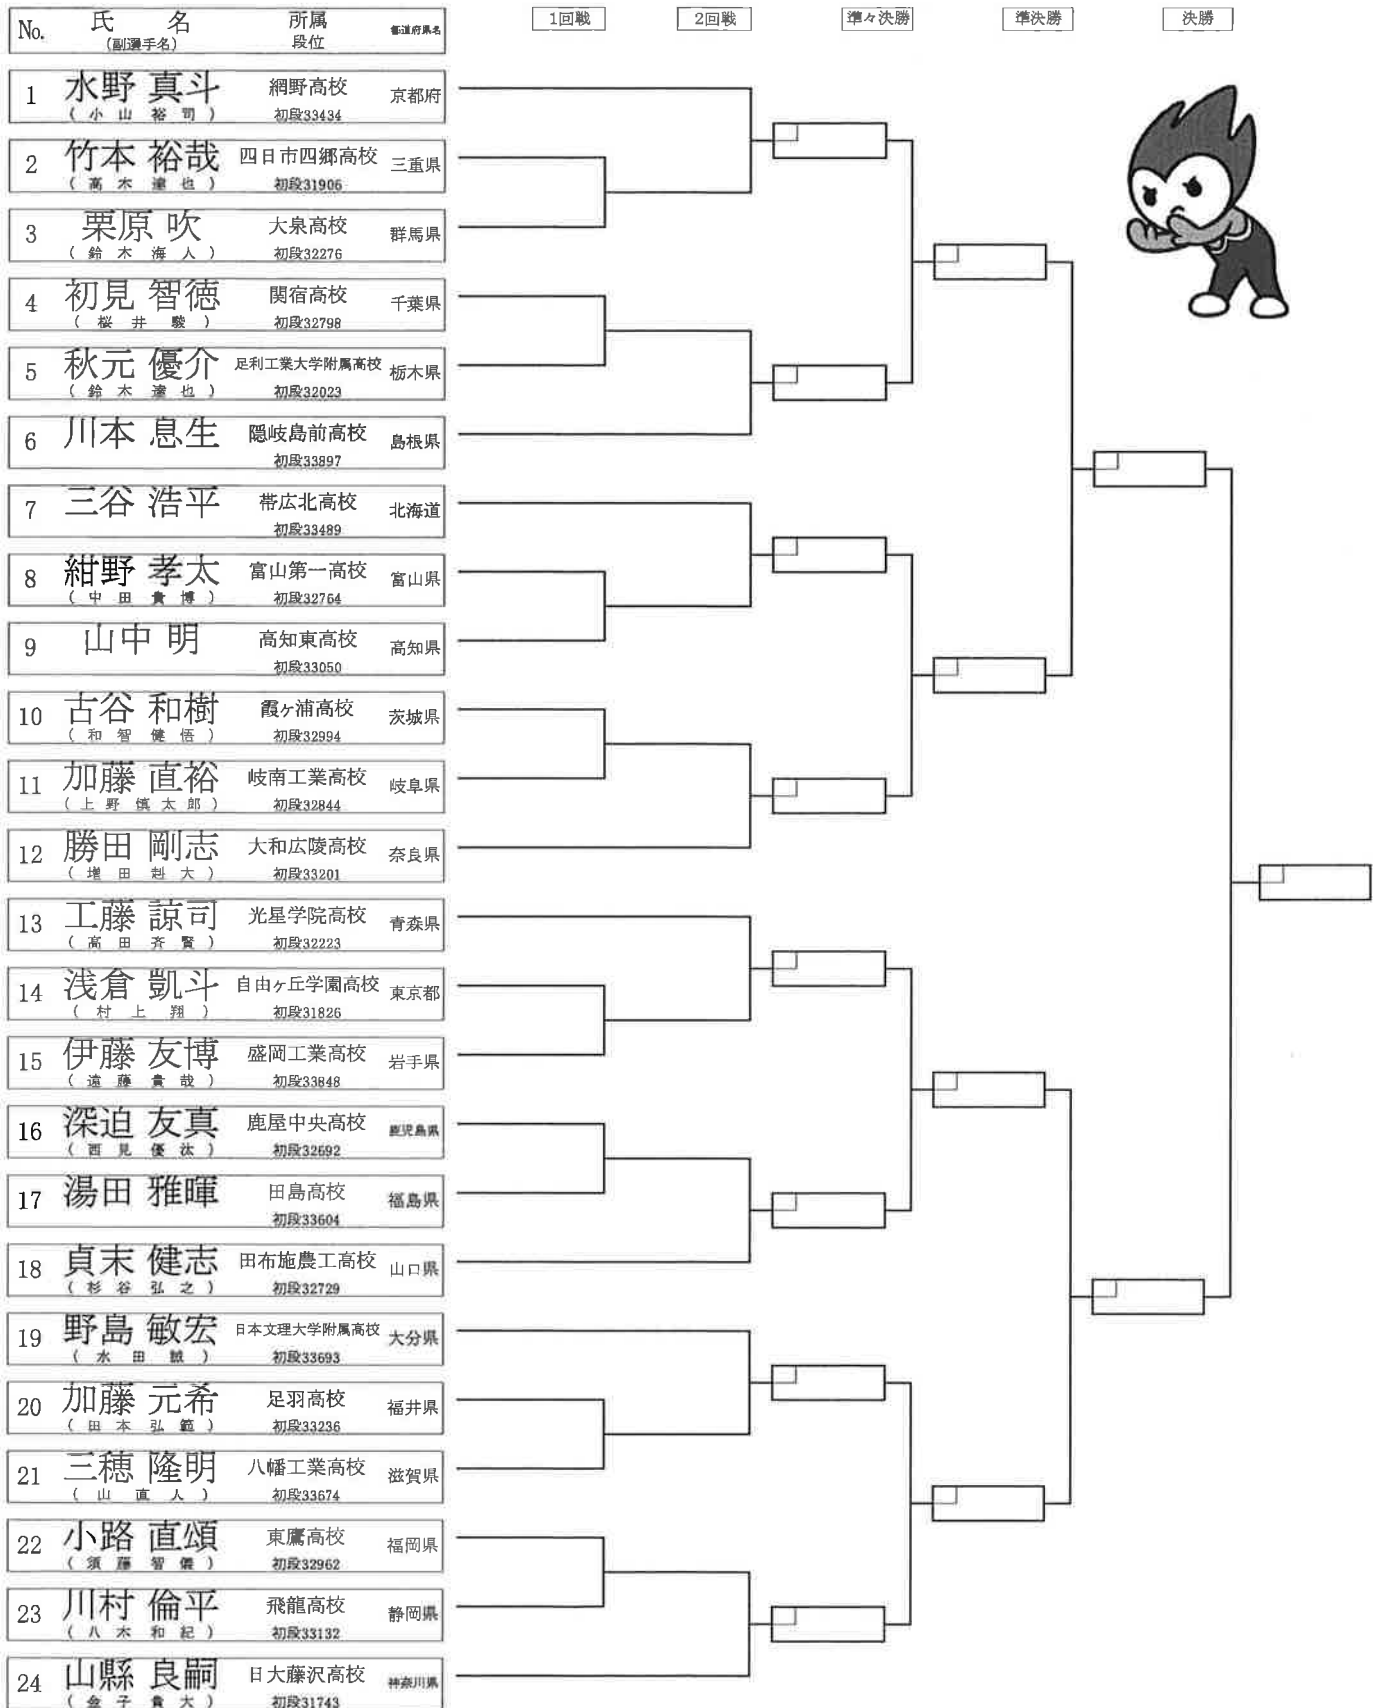 No. 氏 名 所属 都道府県名 1回戦 2回戦 準々決勝 準決勝 決勝
(副選手名) 段位
1 水野 真斗 網野高校 京都府
(小山裕司) 初段33434
2 竹本 裕哉 四日市四郷高校 三重県
(高木達也) 初段31906
3 栗原 吹 大泉高校 群馬県
(鈴木海人) 初段32276
4 初見 智徳 関宿高校 千葉県
(桜井駿) 初段32798
5 秋元 優介 足利工業大学附属高校 栃木県
(鈴木達也) 初段32023
6 川本 息生 隠岐島前高校 島根県
初段33897
7 三谷 浩平 帯広北高校 北海道
初段33489
8 紺野 孝太 富山第一高校 富山県
(中田貴博) 初段32764
9 山中 明 高知東高校 高知県
初段33050
10 古谷 和樹 霞ヶ浦高校 茨城県
(和智健悟) 初段32994
11 加藤 直裕 岐南工業高校 岐阜県
(上野慎太郎) 初段32844
12 勝田 剛志 大和広陵高校 奈良県
(増田赳大) 初段33201
13 工藤 諒司 光星学院高校 青森県
(高田斉賢) 初段32223
14 浅倉 凱斗 自由ヶ丘学園高校 東京都
(村上翔) 初段31826
15 伊藤 友博 盛岡工業高校 岩手県
(遠藤貴哉) 初段33848
16 深迫 友真 鹿屋中央高校 鹿児島県
(西見優汰) 初段32692
17 湯田 雅暉 田島高校 福島県
初段33604
18 貞末 健志 田布施農工高校 山口県
(杉谷弘之) 初段32729
19 野島 敏宏 日本文理大学附属高校 大分県
(水田誠) 初段33693
20 加藤 元希 足羽高校 福井県
(田本弘範) 初段33236
21 三穂 隆明 八幡工業高校 滋賀県
(山直人) 初段33674
22 小路 直頌 東鷹高校 福岡県
(須藤智儀) 初段32962
23 川村 倫平 飛龍高校 静岡県
(八木和紀) 初段33132
24 山縣 良嗣 日大藤沢高校 神奈川県
(金子貴大) 初段31743